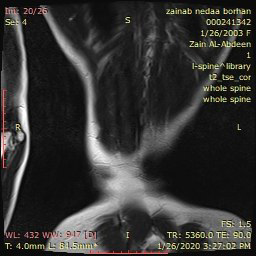 Im: 20/26
Se: 4
S
zainab nedaa borhan
000241342
1/26/2003 F
Zain AL-Abdeen
1
l-spine^library
t2_tse_cor
whole spine
whole spine
R
L
WL: 432 WW: 947 [D]
T: 4.0mm L: 84.5mm
I
FS: 1.5
TR: 5360.0 TE: 90.0
1/26/2020 3:27:02 PM